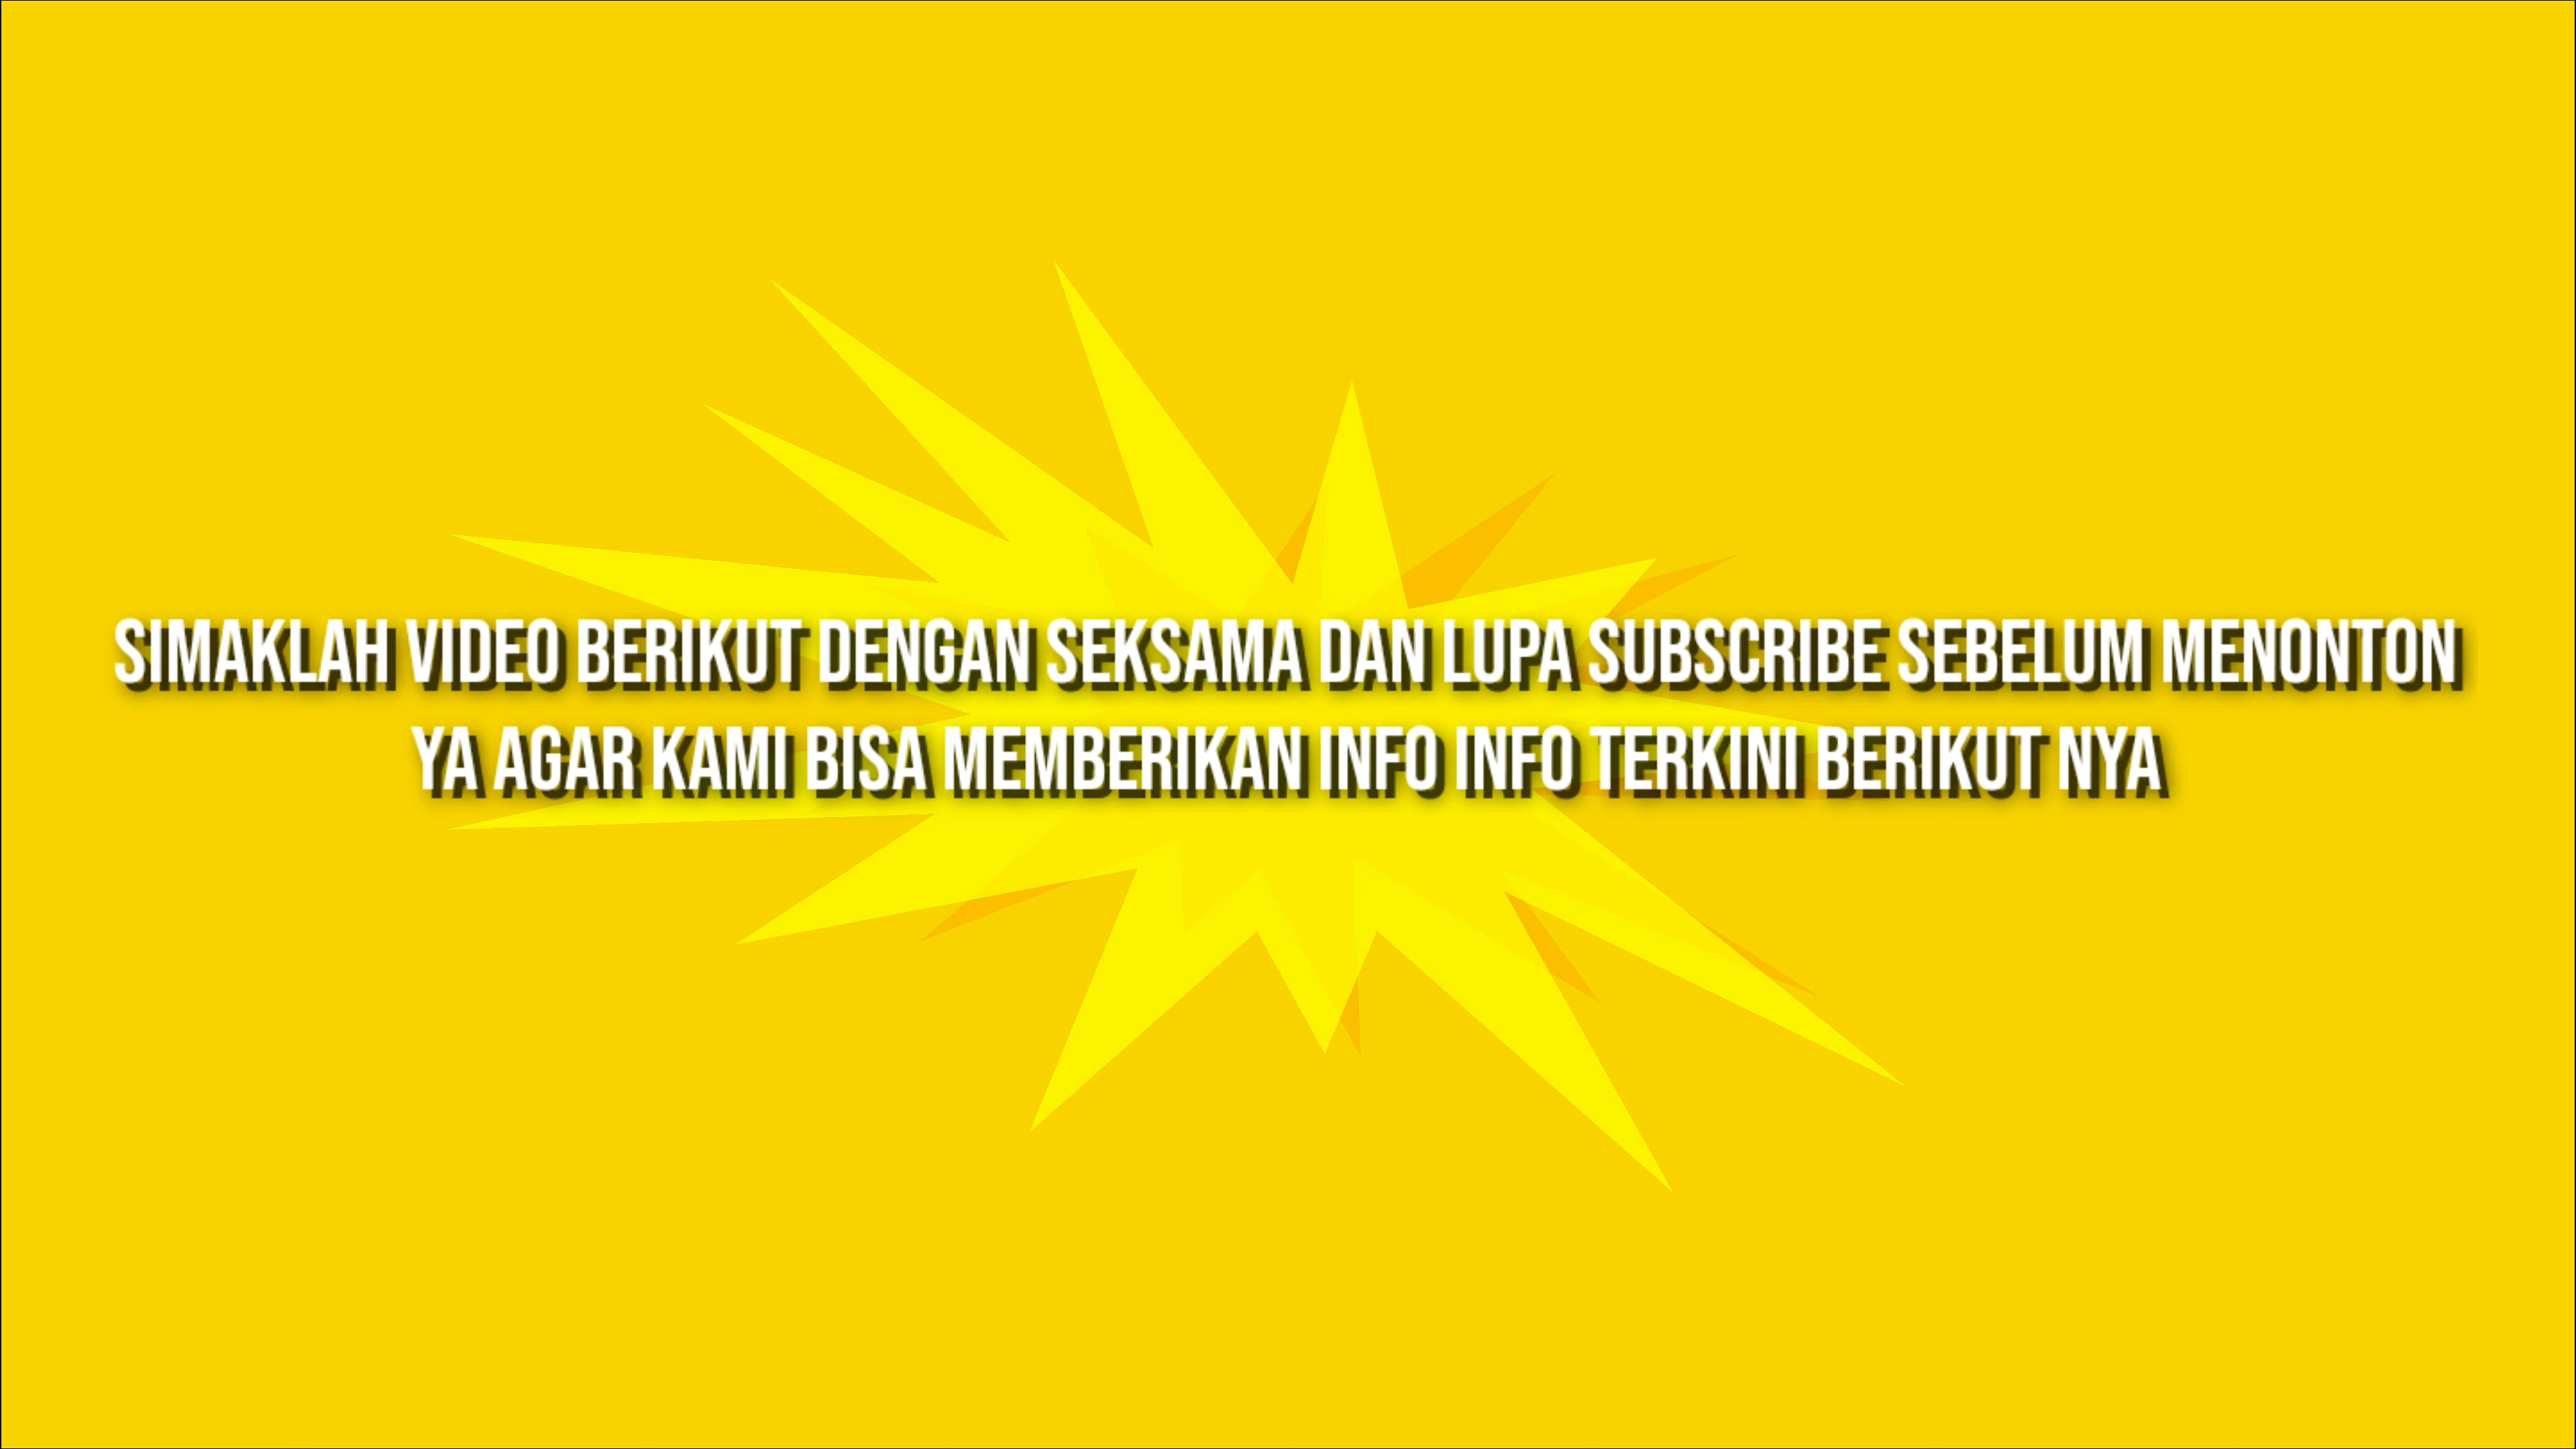 SIMAKLAH VIDEO BERIKUT DENGAN SEKSAMA DAN LUPA SUBSCRIBE SEBELUM MENONTON
YA AGAR KAMI BISA MEMBERIKAN INFO INFO TERKINI BERIKUT NYA